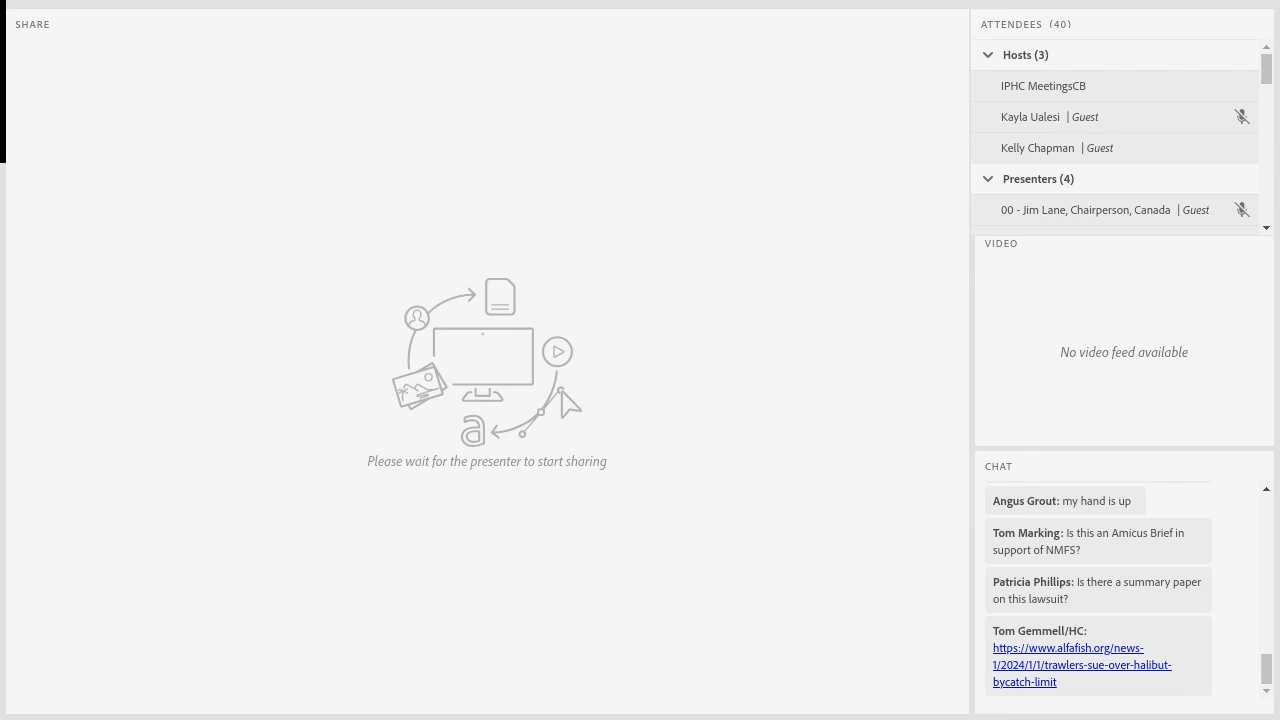 SHARE
Please wait for the presenter to start sharing
ATTENDEES (40)
Hosts (3)
IPHC MeetingsCB
Kayla Ualesi | Guest
Kelly Chapman | Guest
Presenters (4)
00 - Jim Lane, Chairperson, Canada | Guest
VIDEO
No video feed available
CHAT
Angus Grout: my hand is up
Tom Marking: Is this an Amicus Brief in
support of NMFS?
Patricia Phillips: Is there a summary paper
on this lawsuit?
Tom Gemmell/HC:
https://www.alfafish.org/news-
1/2024/1/1/trawlers-sue-over-halibut-
bycatch-limit